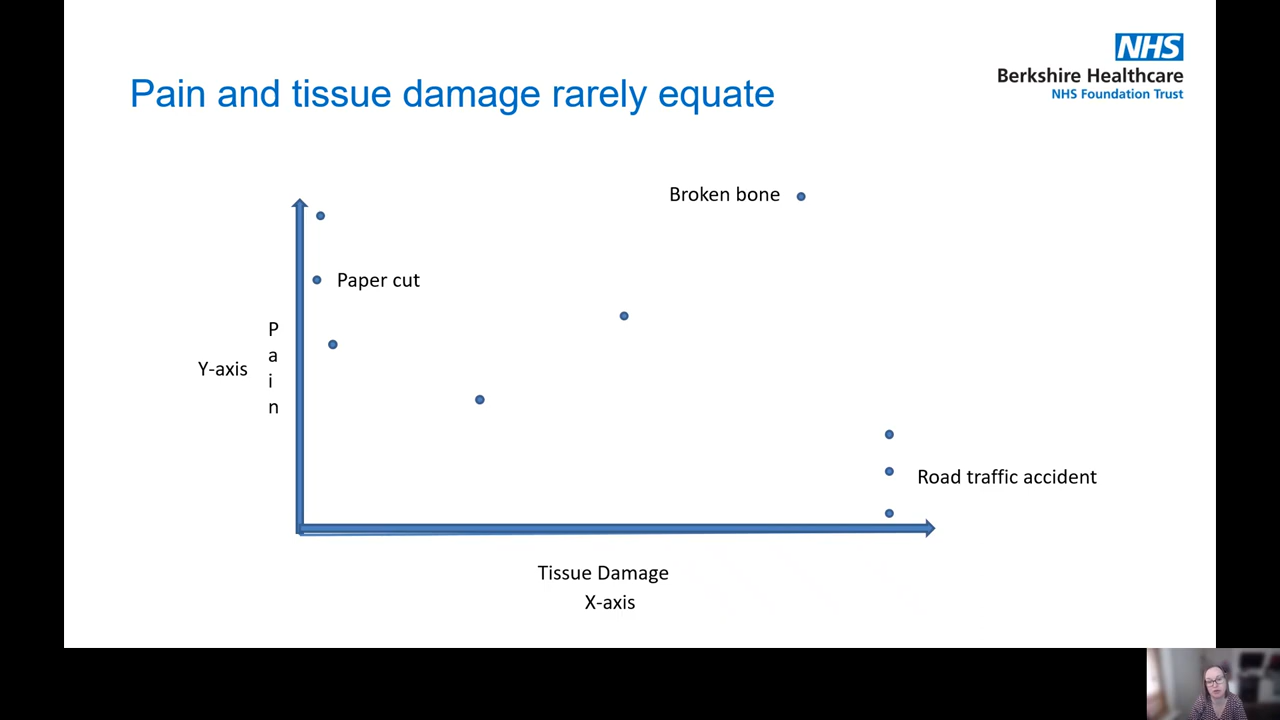 NHS
Berkshire Healthcare
NHS Foundation Trust
Pain and tissue damage rarely equate
Broken bone
Paper cut
Y-axis
P
a
i
n
Road traffic accident
Tissue Damage
X-axis